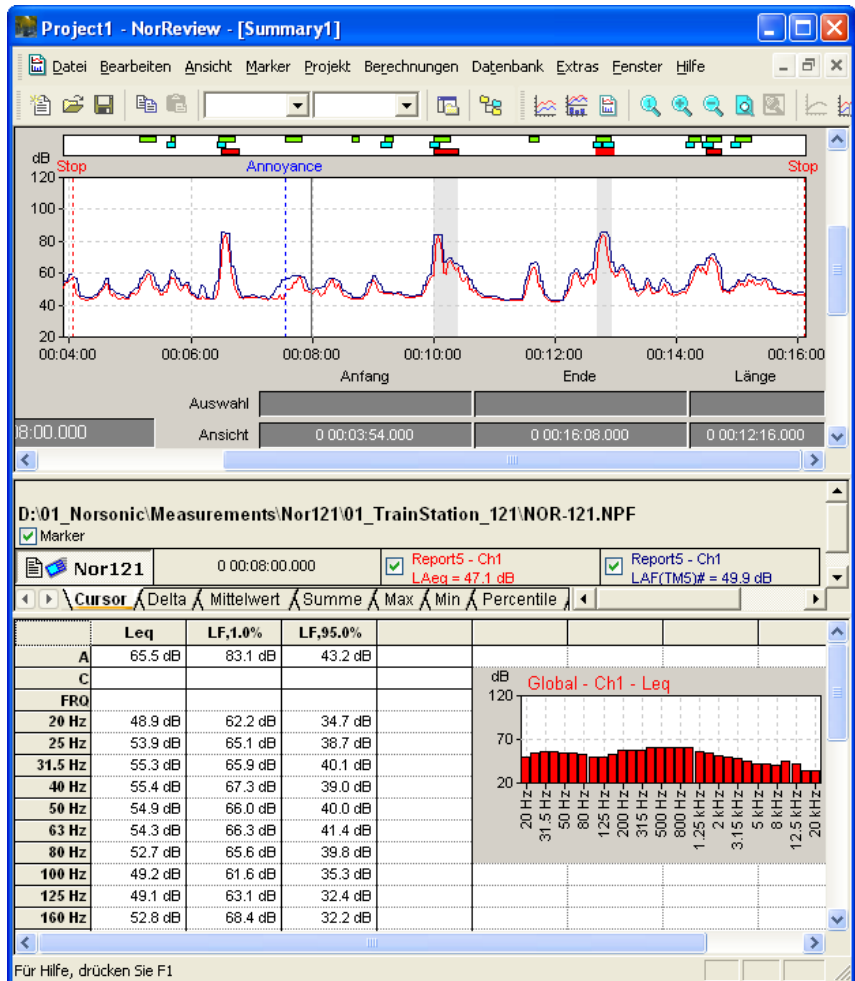 Project1 - NorReview - [Summary1]
Datei Bearbeiten Ansicht Marker Projekt Berechnungen Datenbank Extras Fenster Hilfe
dB
Stop Annoyance Stop
120
100
80
60
40
20
00:04:00 00:06:00 00:08:00 00:10:00 00:12:00 00:14:00 00:16:00
Anfang Ende Länge
Auswahl
08:00.000 Ansicht 0 00:03:54.000 0 00:16:08.000 0 00:12:16.000
D:\01_Norsonic\Measurements\Nor121\01_TrainStation_121\NOR-121.NPF
Marker
Nor121 0 00:08:00.000 Report5 - Ch1 Report5 - Ch1
LAeq = 47.1 dB LAF(TM5)# = 49.9 dB
Cursor Delta Mittelwert Summe Max Min Percentile
Leq LF,1.0% LF,95.0%
A 65.5 dB 83.1 dB 43.2 dB
C
FRQ
20 Hz 48.9 dB 62.2 dB 34.7 dB
25 Hz 53.9 dB 65.1 dB 38.7 dB
31.5 Hz 55.3 dB 65.9 dB 40.1 dB
40 Hz 55.4 dB 67.3 dB 39.0 dB
50 Hz 54.9 dB 66.0 dB 40.0 dB
63 Hz 54.3 dB 66.3 dB 41.4 dB
80 Hz 52.7 dB 65.6 dB 39.8 dB
100 Hz 49.2 dB 61.6 dB 35.3 dB
125 Hz 49.1 dB 63.1 dB 32.4 dB
160 Hz 52.8 dB 68.4 dB 32.2 dB
dB
Global - Ch1 - Leq
120
70
20
20 Hz
31.5 Hz
50 Hz
80 Hz
125 Hz
200 Hz
315 Hz
500 Hz
800 Hz
1.25 kHz
2 kHz
3.15 kHz
5 kHz
8 kHz
12.5 kHz
20 kHz
Für Hilfe, drücken Sie F1